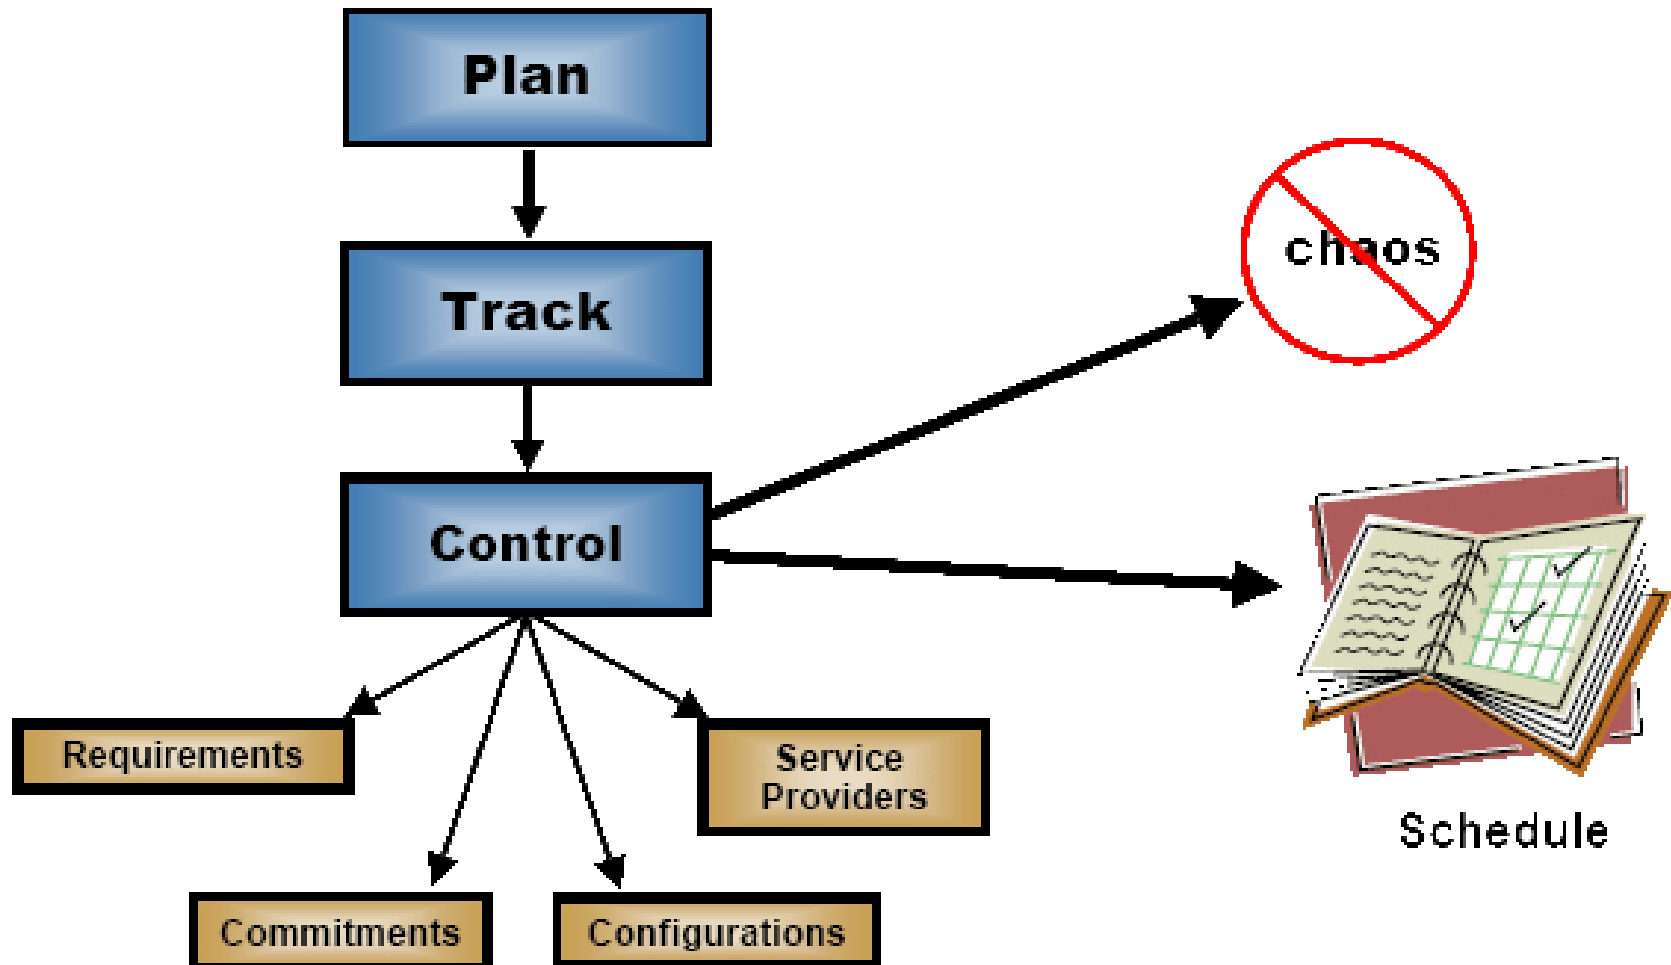 Plan
Track
chaos
Control
Requirements
Service
Providers
Schedule
Commitments
Configurations